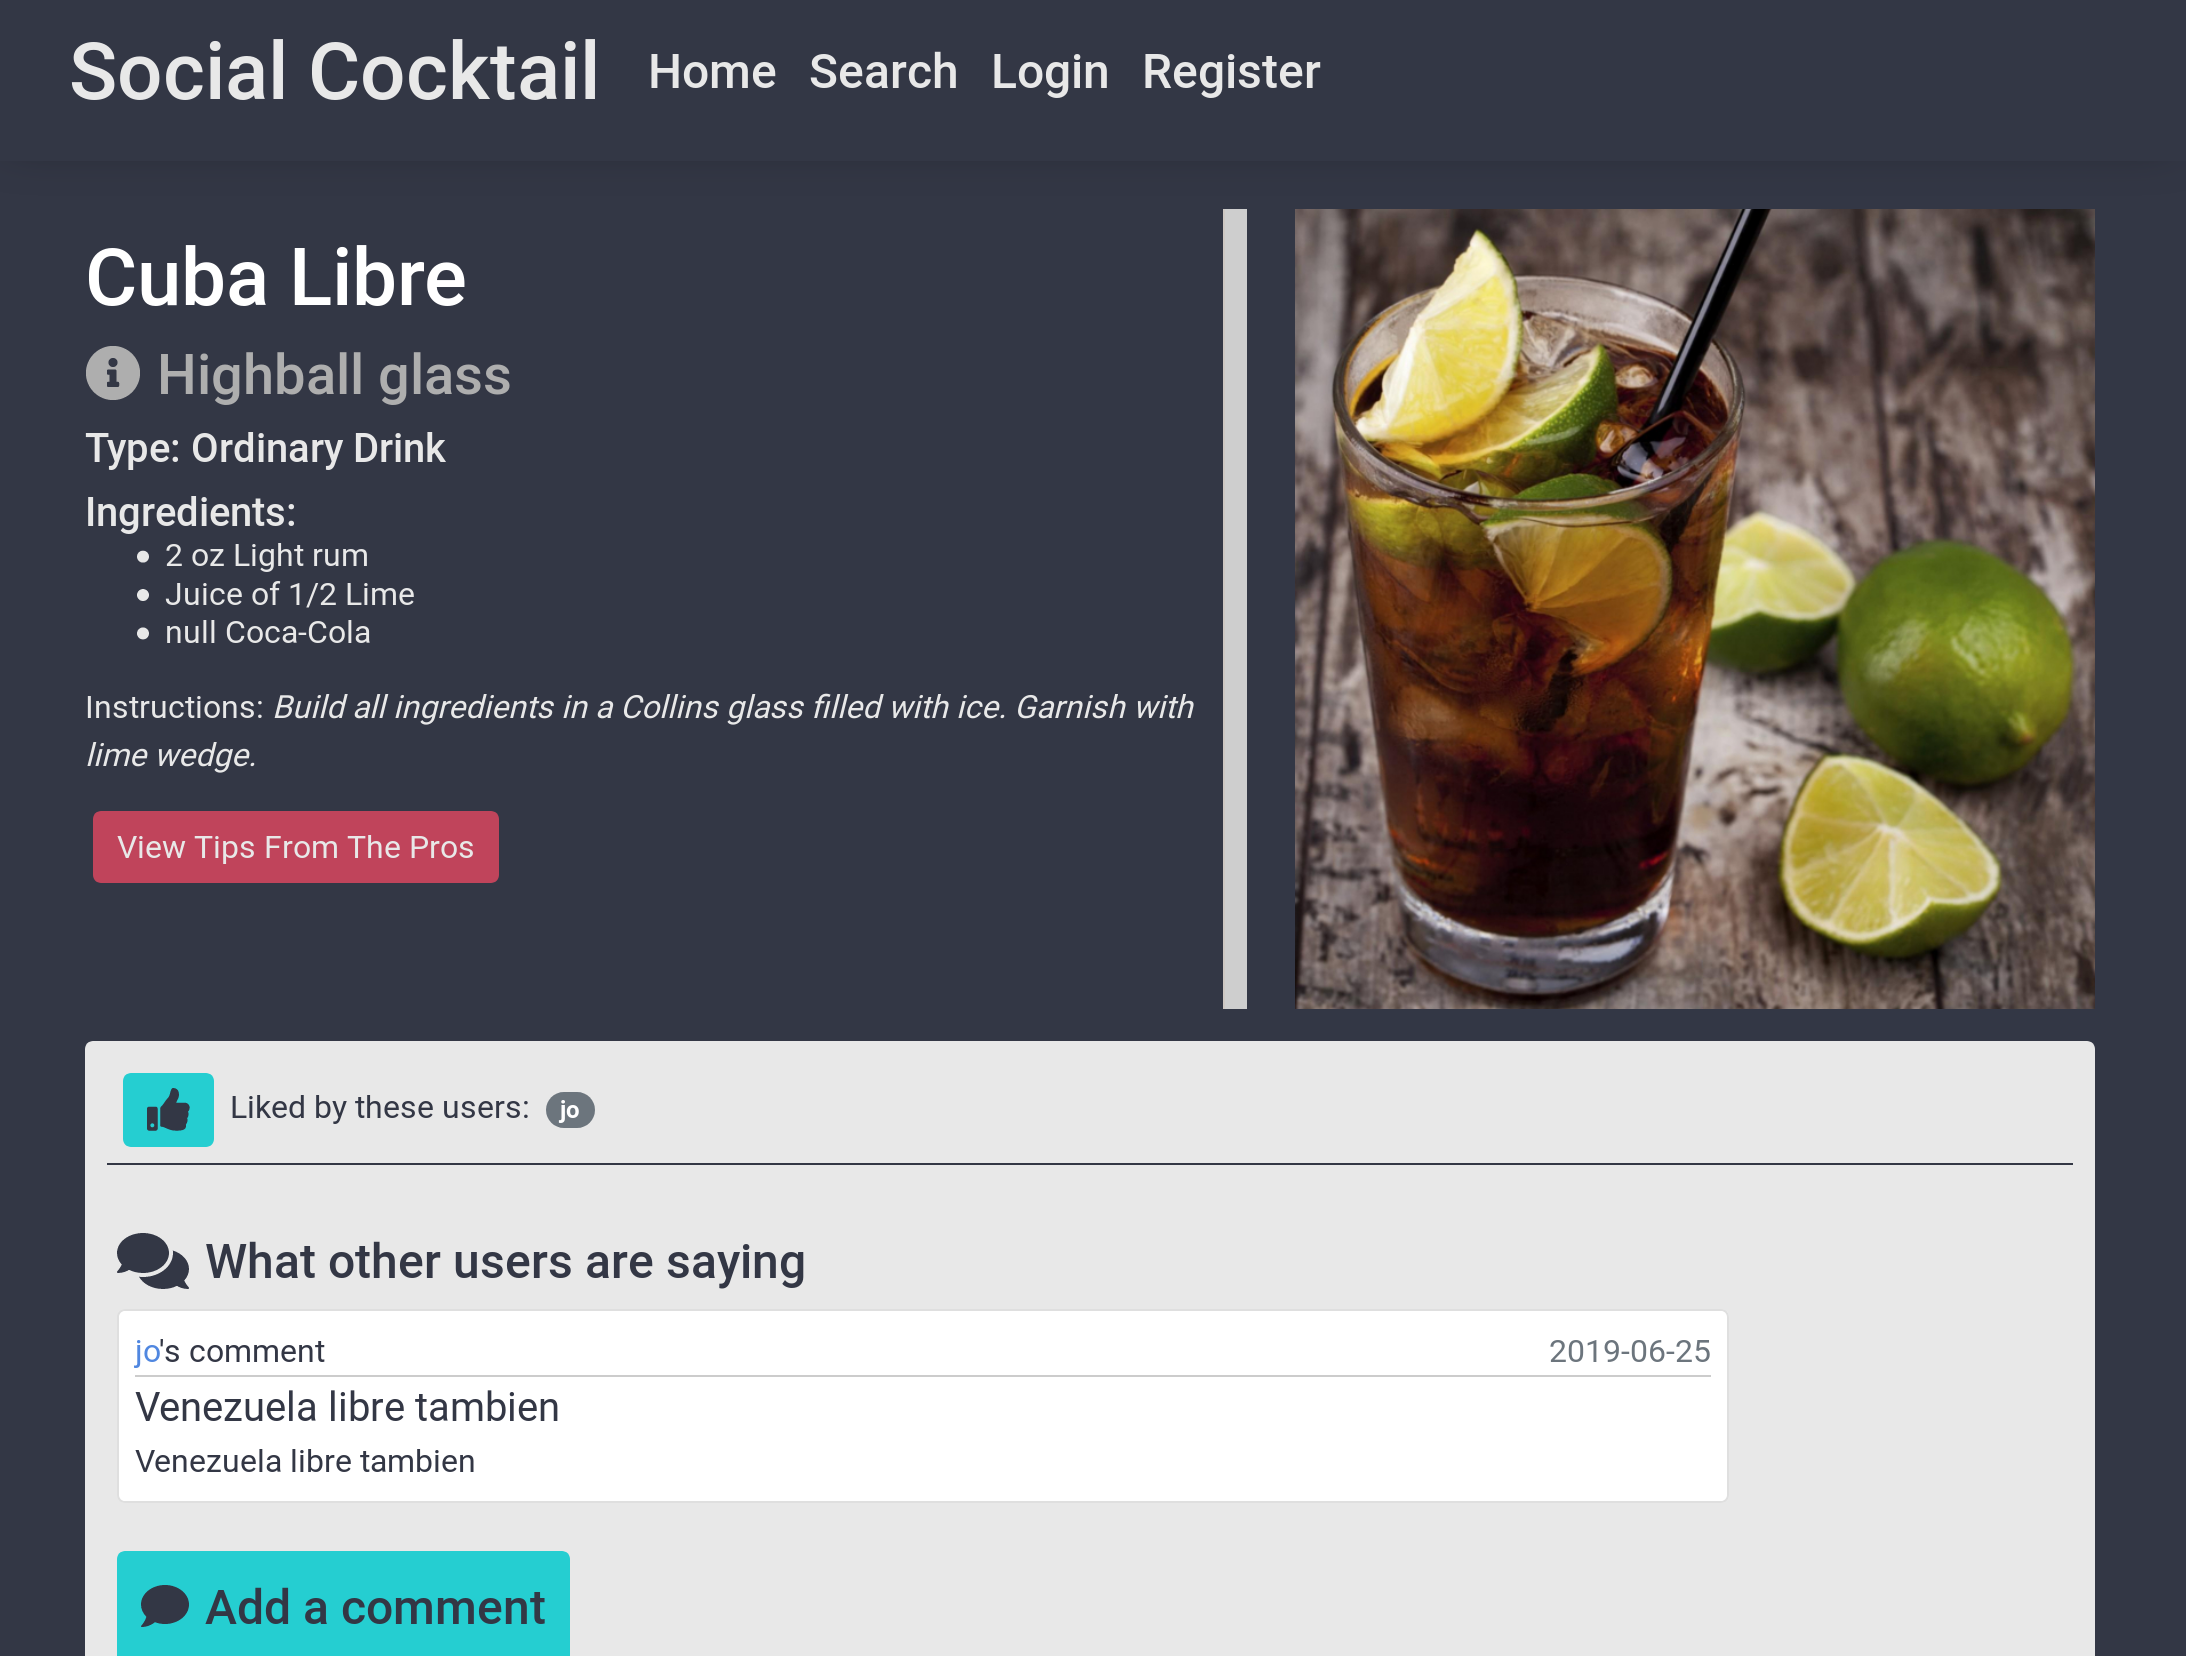 Social Cocktail Home Search Login Register
Cuba Libre
Highball glass
Type: Ordinary Drink
Ingredients:
2 oz Light rum
Juice of 1/2 Lime
null Coca-Cola
Instructions: Build all ingredients in a Collins glass filled with ice. Garnish with
lime wedge.
View Tips From The Pros
Liked by these users: jo
What other users are saying
jo's comment 2019-06-25
Venezuela libre tambien
Venezuela libre tambien
Add a comment